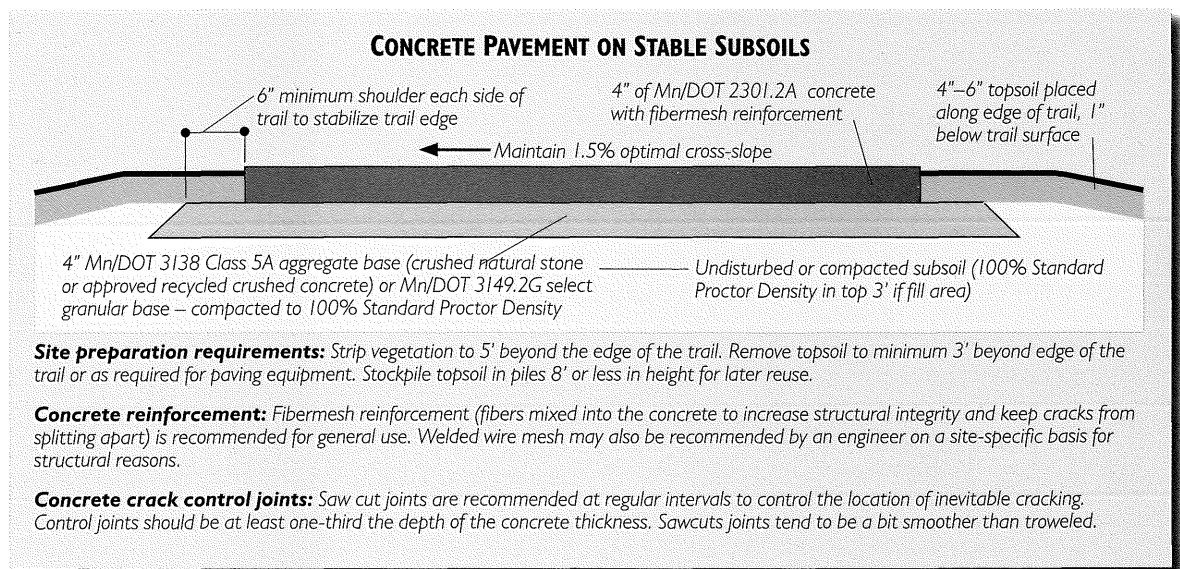 CONCRETE PAVEMENT ON STABLE SUBSOILS
6" minimum shoulder each side of
trail to stabilize trail edge
4" of Mn/DOT 2301.2A concrete
with fibermesh reinforcement
4"–6" topsoil placed
along edge of trail, 1"
below trail surface
Maintain 1.5% optimal cross-slope
4" Mn/DOT 3138 Class 5A aggregate base (crushed natural stone
or approved recycled crushed concrete) or Mn/DOT 3149.2G select
granular base – compacted to 100% Standard Proctor Density
Undisturbed or compacted subsoil (100% Standard
Proctor Density in top 3' if fill area)
Site preparation requirements: Strip vegetation to 5' beyond the edge of the trail. Remove topsoil to minimum 3' beyond edge of the
trail or as required for paving equipment. Stockpile topsoil in piles 8' or less in height for later reuse.
Concrete reinforcement: Fibermesh reinforcement (fibers mixed into the concrete to increase structural integrity and keep cracks from
splitting apart) is recommended for general use. Welded wire mesh may also be recommended by an engineer on a site-specific basis for
structural reasons.
Concrete crack control joints: Saw cut joints are recommended at regular intervals to control the location of inevitable cracking.
Control joints should be at least one-third the depth of the concrete thickness. Sawcuts joints tend to be a bit smoother than troweled.